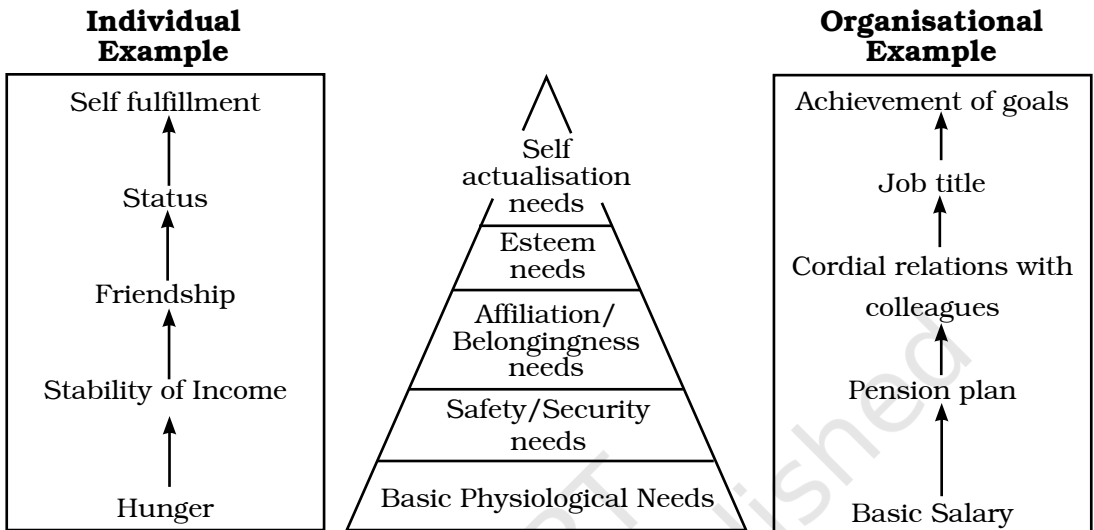 Individual
Example
Self fulfillment
Status
Friendship
Stability of Income
Hunger
Self
actualisation
needs
Esteem
needs
Affiliation/
Belongingness
needs
Safety/Security
needs
Basic Physiological Needs
Organisational
Example
Achievement of goals
Job title
Cordial relations with
colleagues
Pension plan
Basic Salary